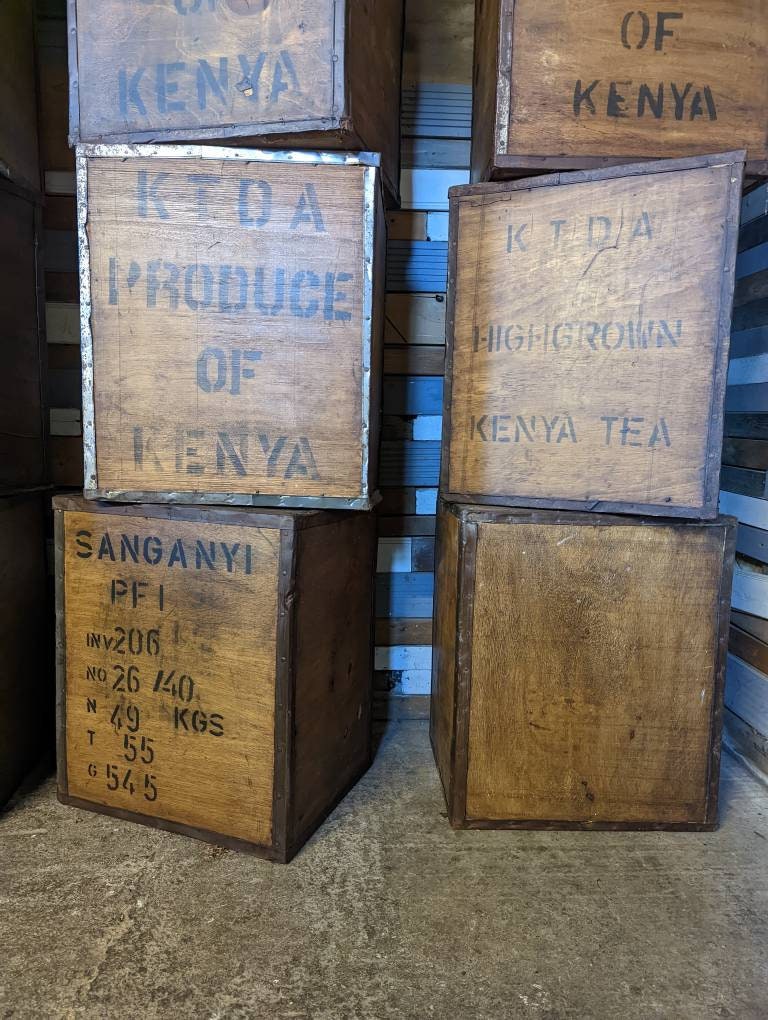 OF
KENYA
OF
KENYA
KTDA
PRODUCE
OF
KENYA
KTDA
HIGHGROWN
KENYA TEA
SANGANYI
PF1
INV 206
NO 26 /40
N 49 KGS
T 55
G 545